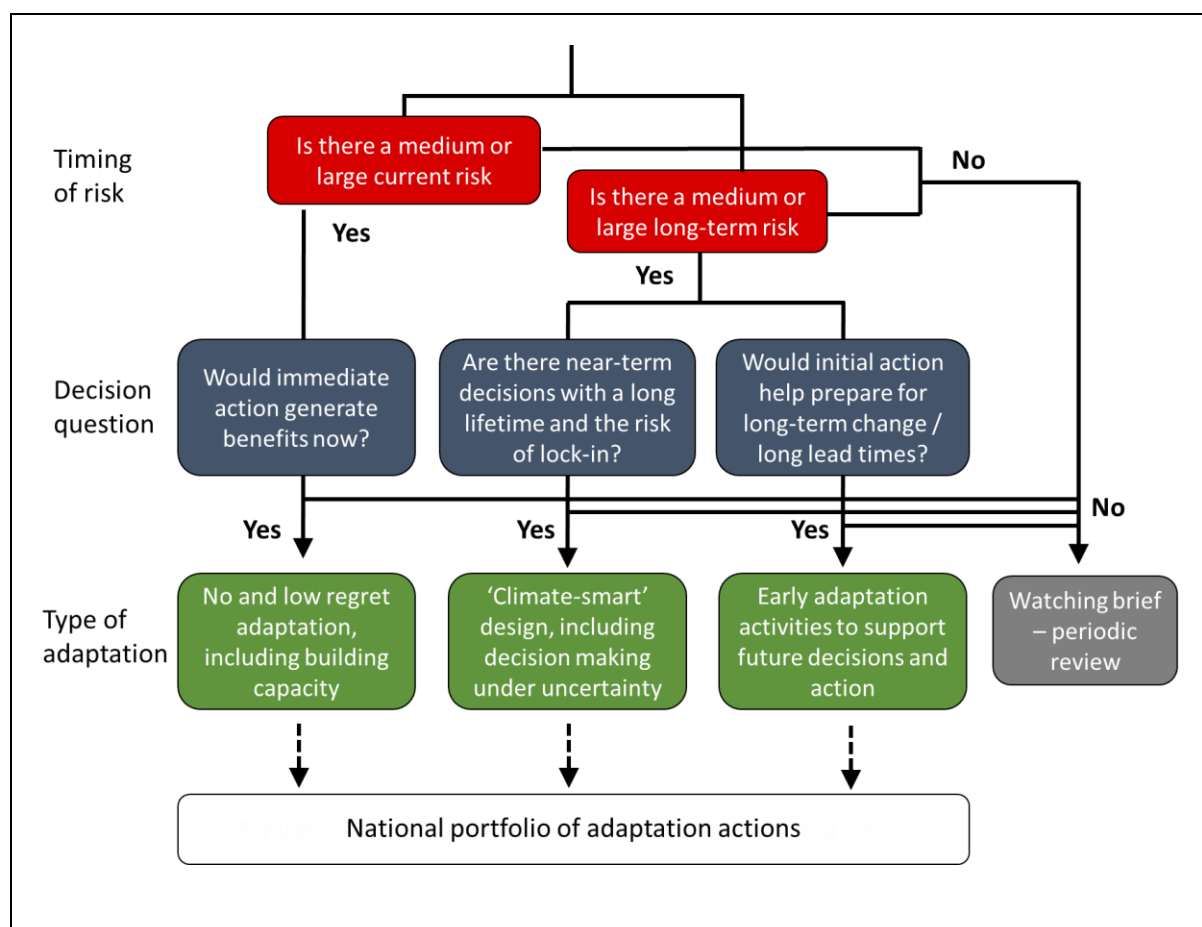 Timing
of risk
Is there a medium or
large current risk
No
Is there a medium or
large long-term risk
Yes
Yes
Decision
question
Would immediate
action generate
benefits now?
Are there near-term
decisions with a long
lifetime and the risk
of lock-in?
Would initial action
help prepare for
long-term change /
long lead times?
Yes
Yes
Yes
No
Type of
adaptation
No and low regret
adaptation,
including building
capacity
‘Climate-smart’
design, including
decision making
under uncertainty
Early adaptation
activities to support
future decisions and
action
Watching brief
– periodic
review
National portfolio of adaptation actions